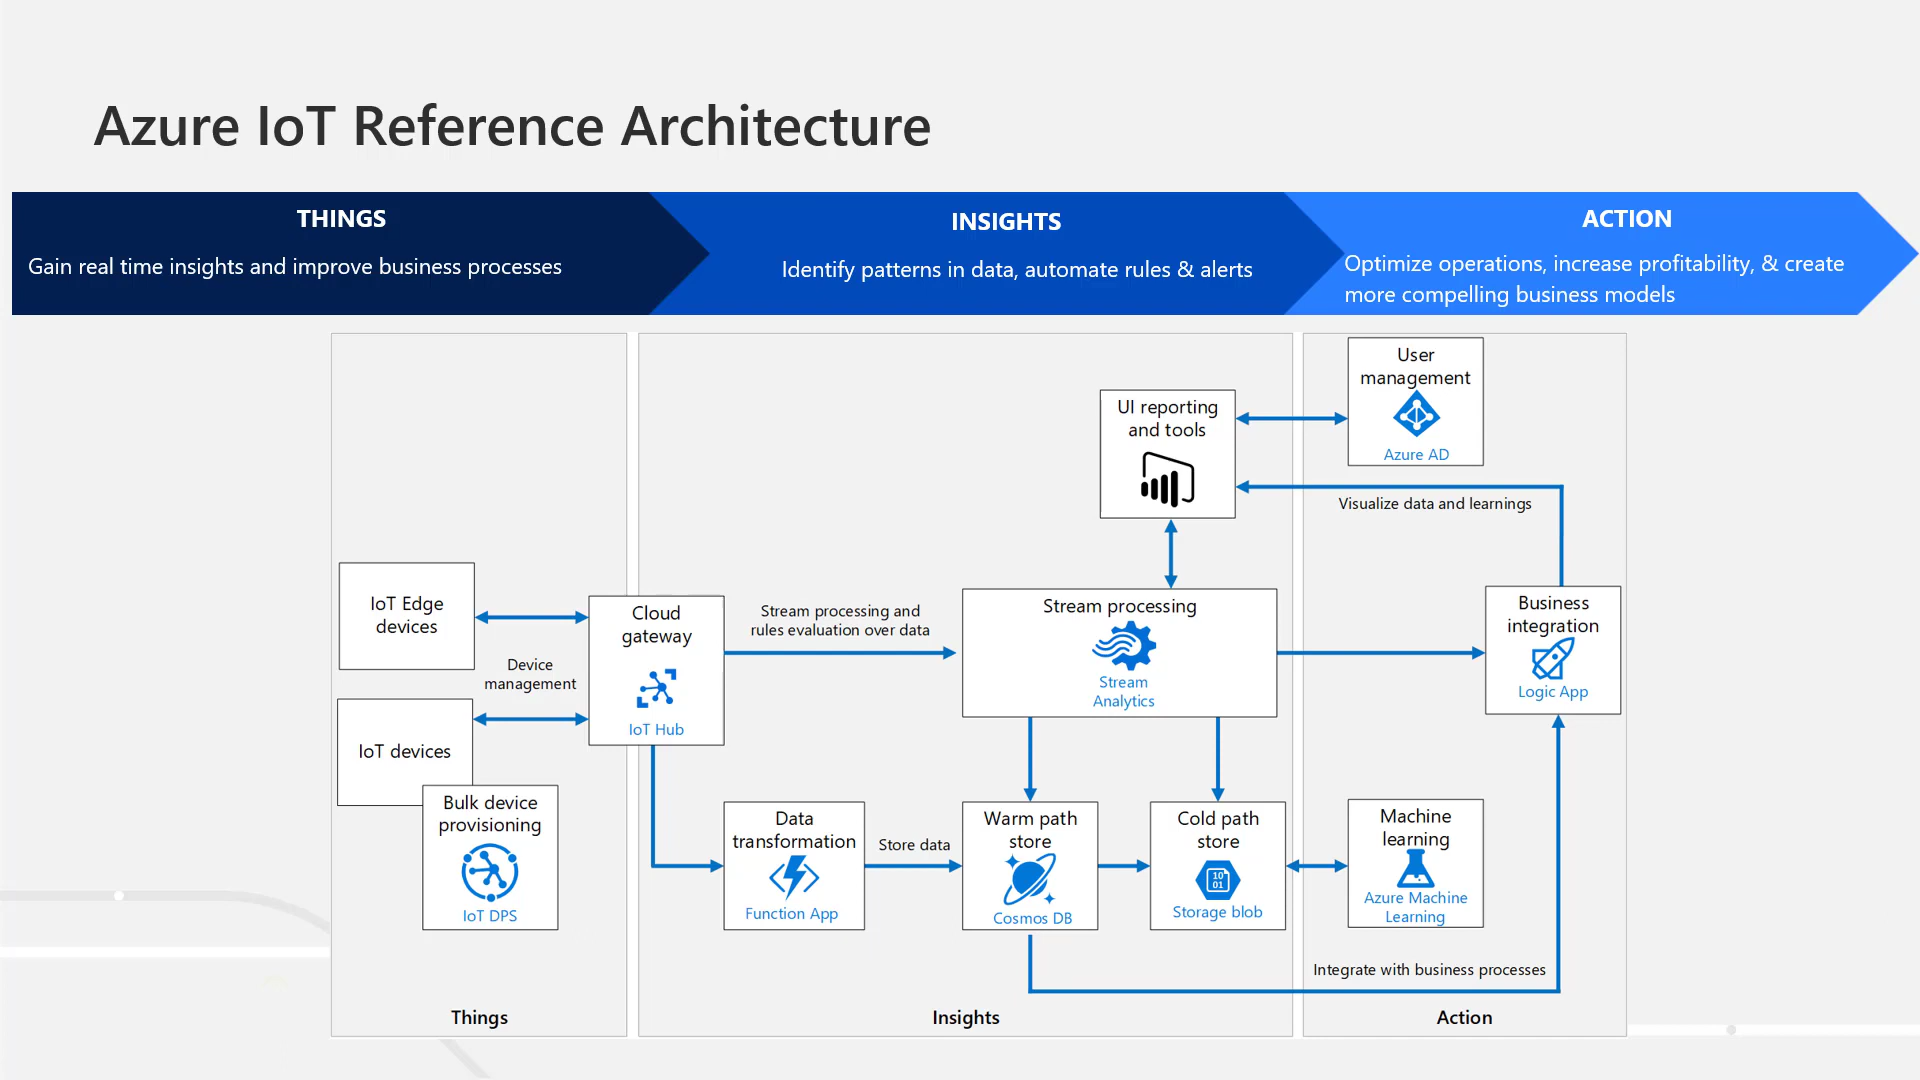 Azure IoT Reference Architecture
THINGS
Gain real time insights and improve business processes
INSIGHTS
Identify patterns in data, automate rules & alerts
ACTION
Optimize operations, increase profitability, & create
more compelling business models
User
management
Azure AD
UI reporting
and tools
Visualize data and learnings
IoT Edge
devices
Device
management
IoT devices
Bulk device
provisioning
IoT DPS
Cloud
gateway
IoT Hub
Stream processing and
rules evaluation over data
Stream processing
Stream
Analytics
Business
integration
Logic App
Data
transformation
Function App
Store data
Warm path
store
Cosmos DB
Cold path
store
10
01
Storage blob
Machine
learning
Azure Machine
Learning
Integrate with business processes
Things
Insights
Action